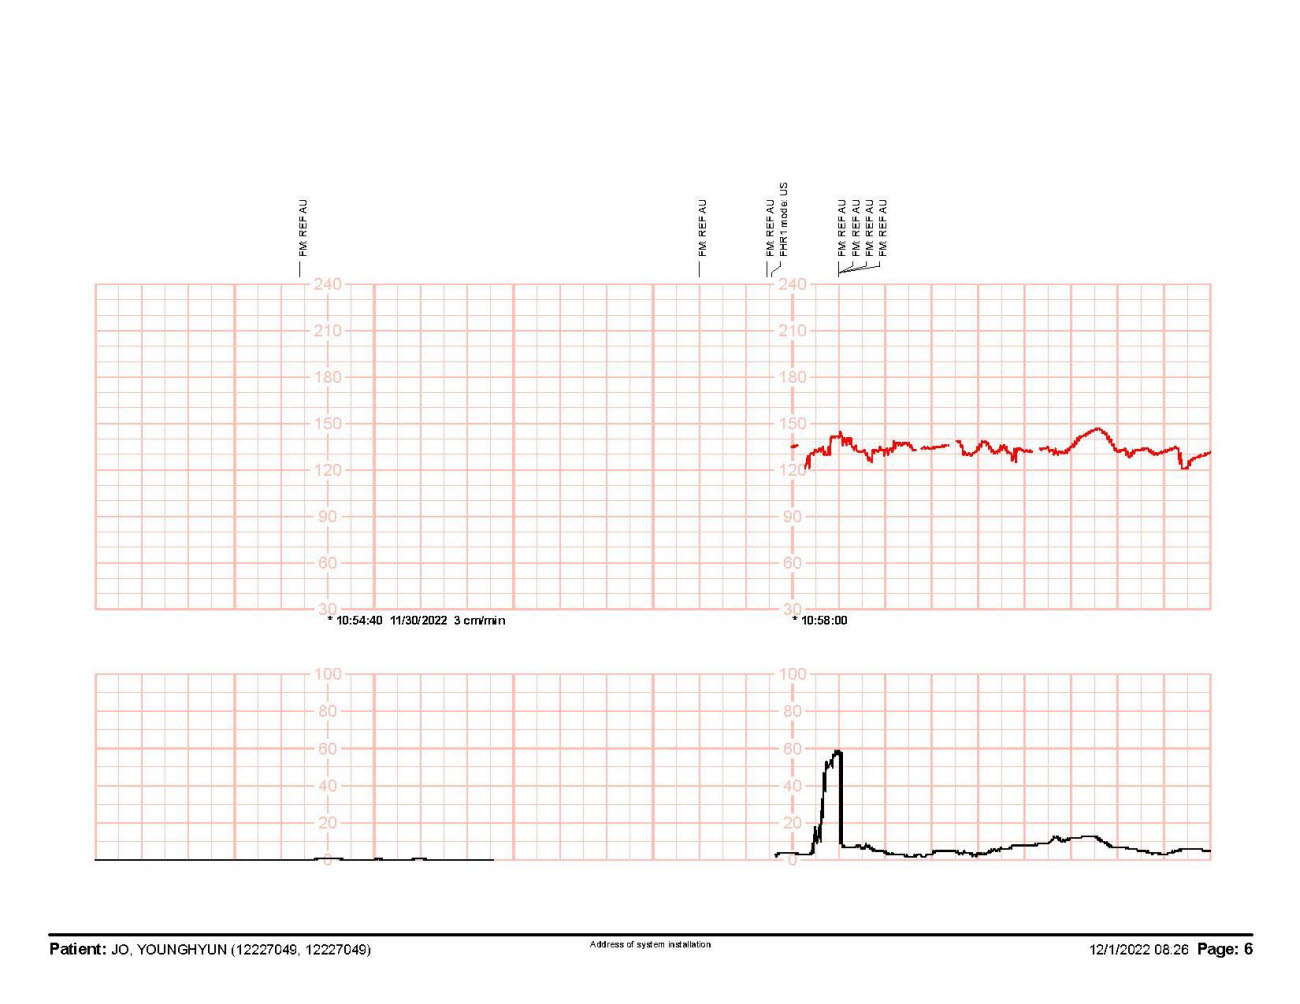 FM: REF AU
FM: REF AU
FM: REF AU
FHR1 mode: US
FM: REF AU
FM: REF AU
FM: REF AU
FM: REF AU
240 240
210 210
180 180
150 150
120 120
90 90
60 60
30 30
* 10:54:40 11/30/2022 3 cm/min * 10:58:00
100 100
80 80
60 60
40 40
20 20
0 0
Patient: JO, YOUNGHYUN (12227049, 12227049) Address of system installation 12/1/2022 08:26 Page: 6